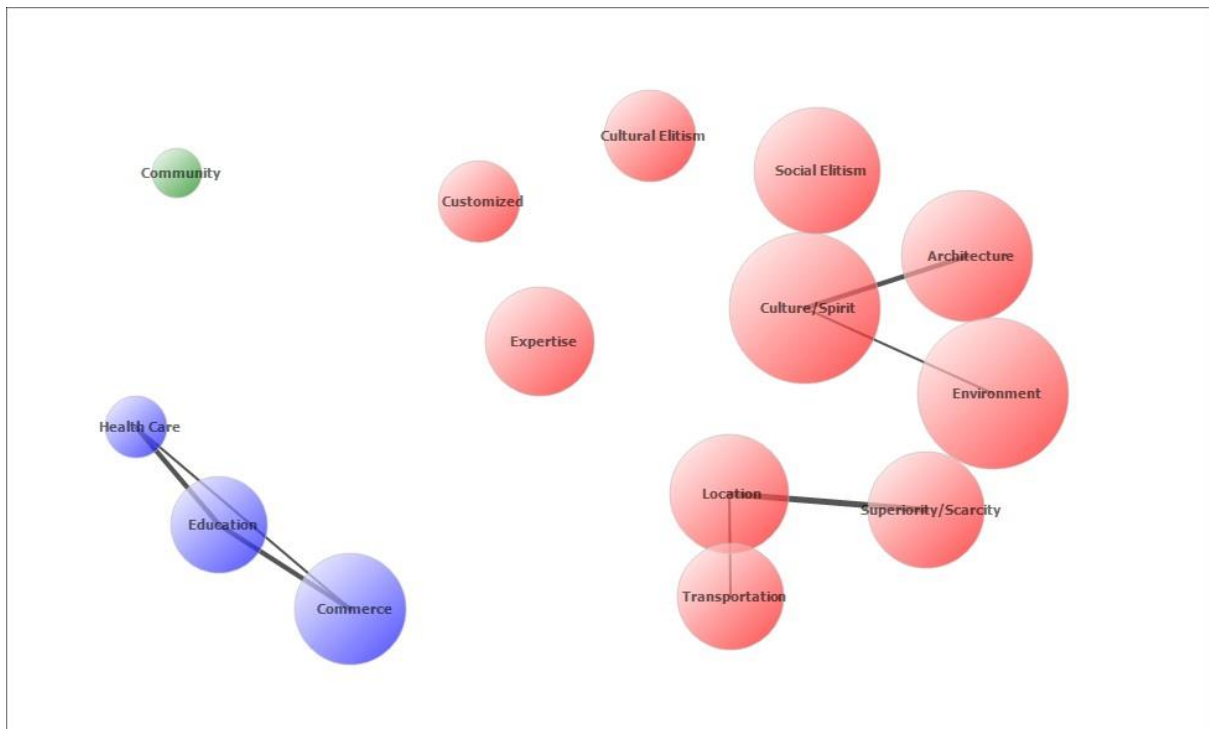 Cultural Elitism
Social Elitism
Community
Customized
Architecture
Culture/Spirit
Expertise
Environment
Health Care
Location
Superiority/Scarcity
Education
Transportation
Commerce